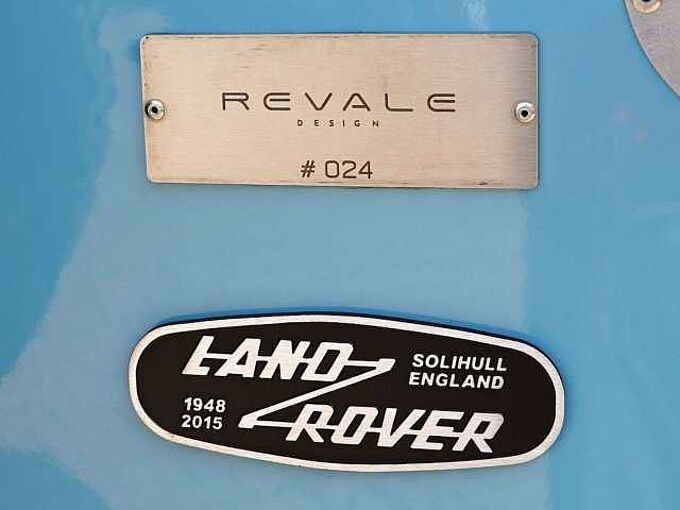 REVALE
DESIGN
# 024
LAND
ROVER
SOLIHULL
ENGLAND
1948
2015